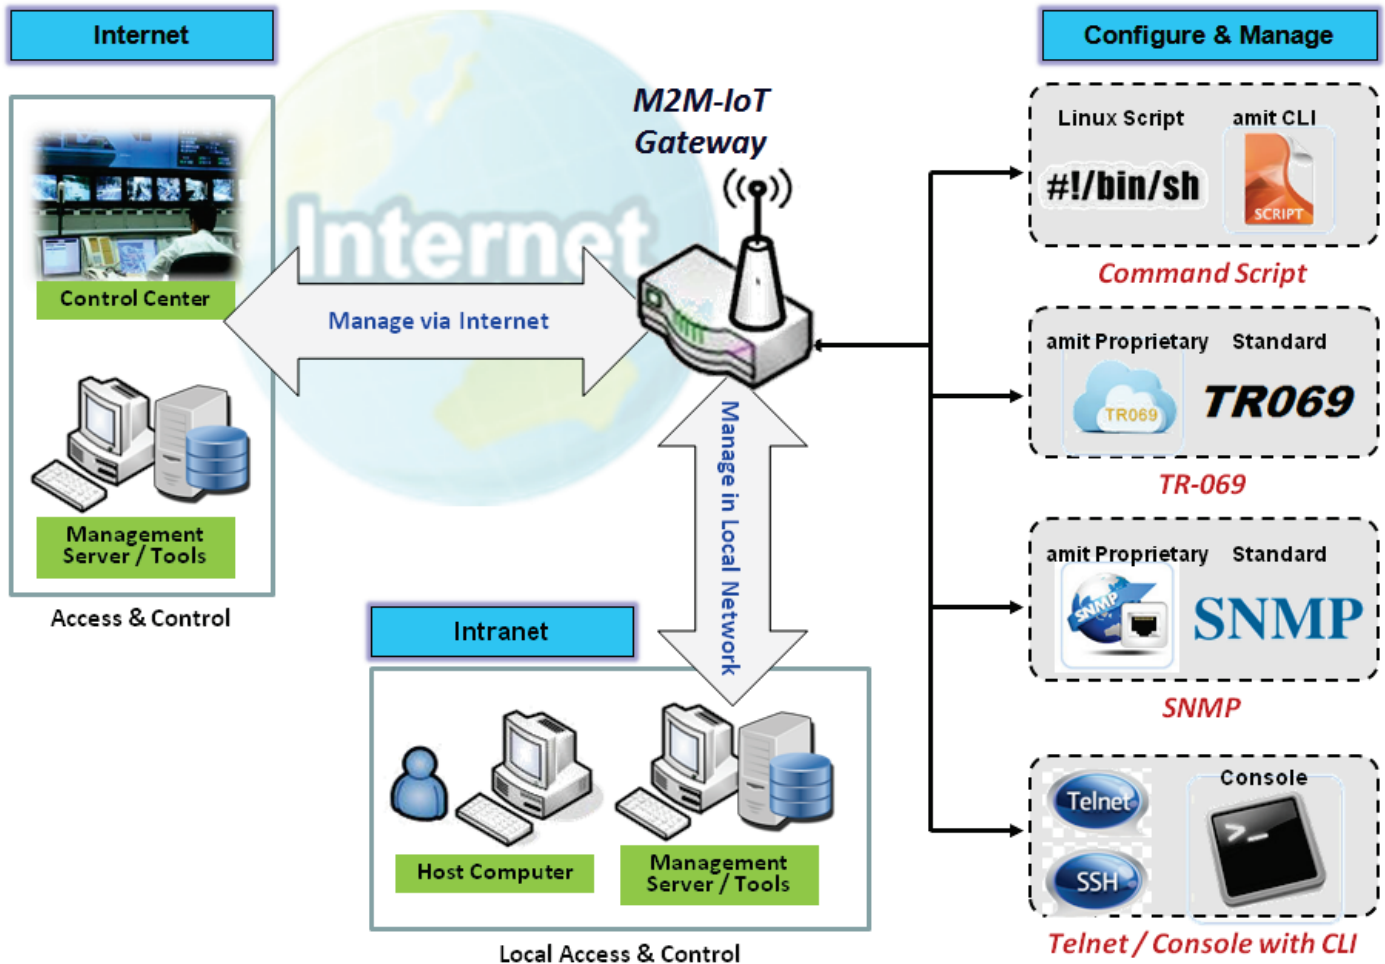 Internet
Configure & Manage
M2M-IoT
Gateway
Internet
Control Center
Manage via Internet
Management
Server / Tools
Access & Control
Manage in Local Network
Intranet
Host Computer
Management
Server / Tools
Local Access & Control
Linux Script
amit CLI
#!/bin/sh
SCRIPT
Command Script
amit Proprietary
Standard
TR069
TR069
TR-069
amit Proprietary
Standard
SNMP
SNMP
SNMP
Telnet
Console
>_
SSH
Telnet / Console with CLI